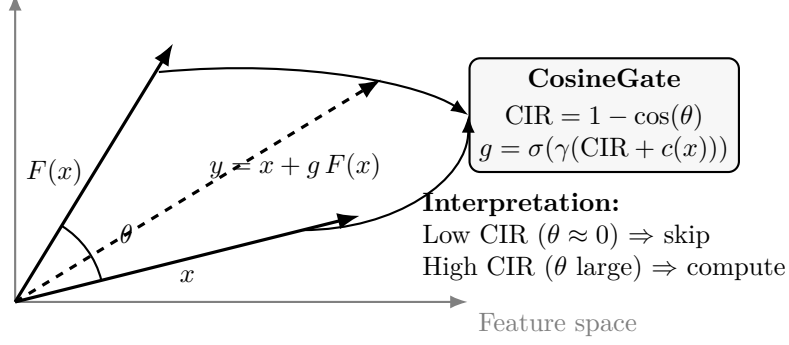 CosineGate
CIR = 1 − cos(θ)
g = σ(γ(CIR + c(x)))
F(x)
y = x + g F(x)
θ
x
Interpretation:
Low CIR (θ ≈ 0) ⇒ skip
High CIR (θ large) ⇒ compute
Feature space